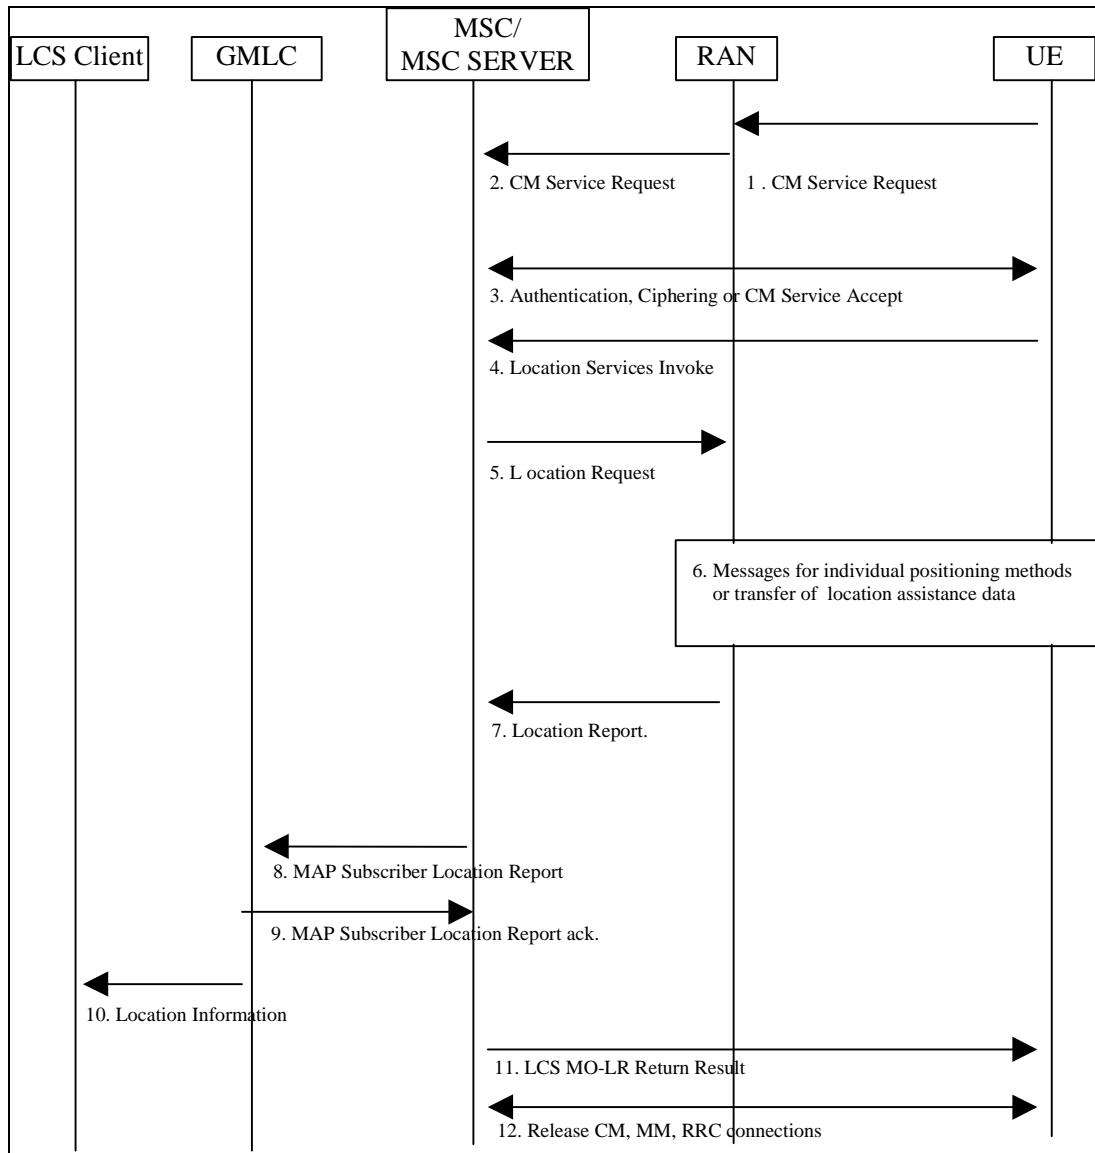 LCS Client
GMLC
MSC/
MSC SERVER
RAN
UE
2. CM Service Request
1 . CM Service Request
3. Authentication, Ciphering or CM Service Accept
4. Location Services Invoke
5. L ocation Request
6. Messages for individual positioning methods
or transfer of location assistance data
7. Location Report.
8. MAP Subscriber Location Report
9. MAP Subscriber Location Report ack.
10. Location Information
11. LCS MO-LR Return Result
12. Release CM, MM, RRC connections